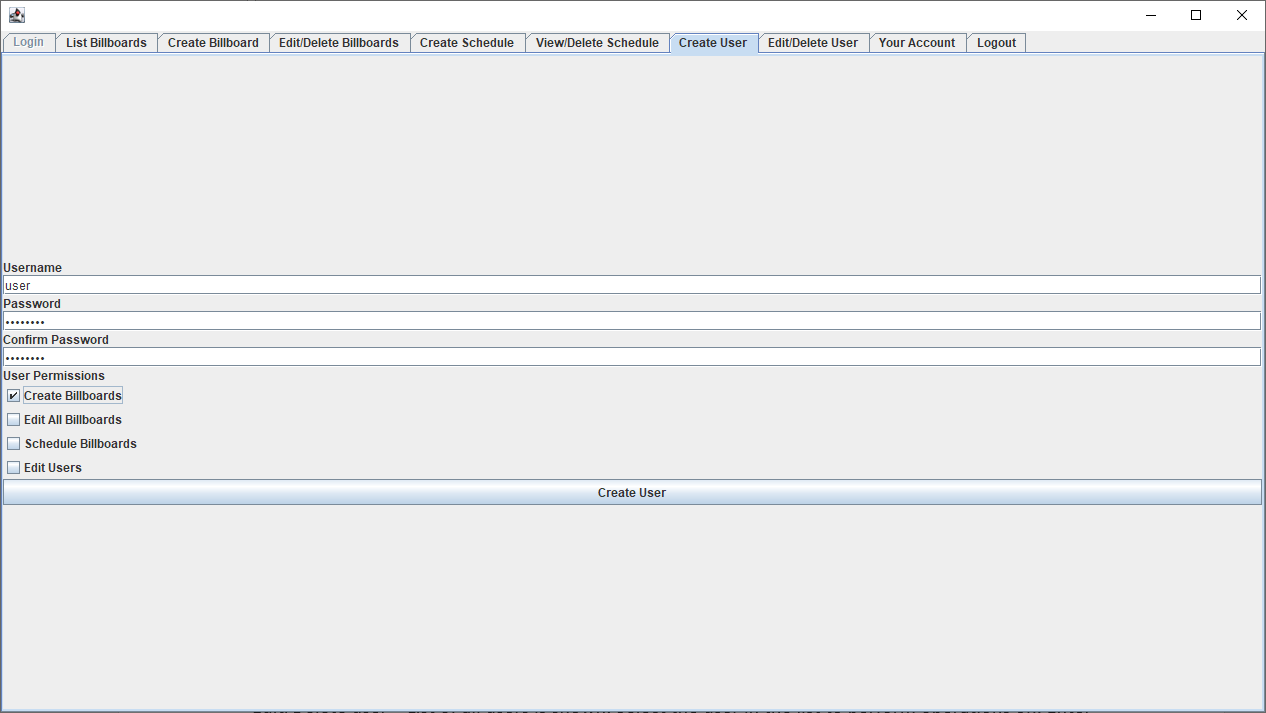 Login List Billboards Create Billboard Edit/Delete Billboards Create Schedule View/Delete Schedule Create User Edit/Delete User Your Account Logout
Username
user
Password
••••••••
Confirm Password
••••••••
User Permissions
Create Billboards
Edit All Billboards
Schedule Billboards
Edit Users
Create User